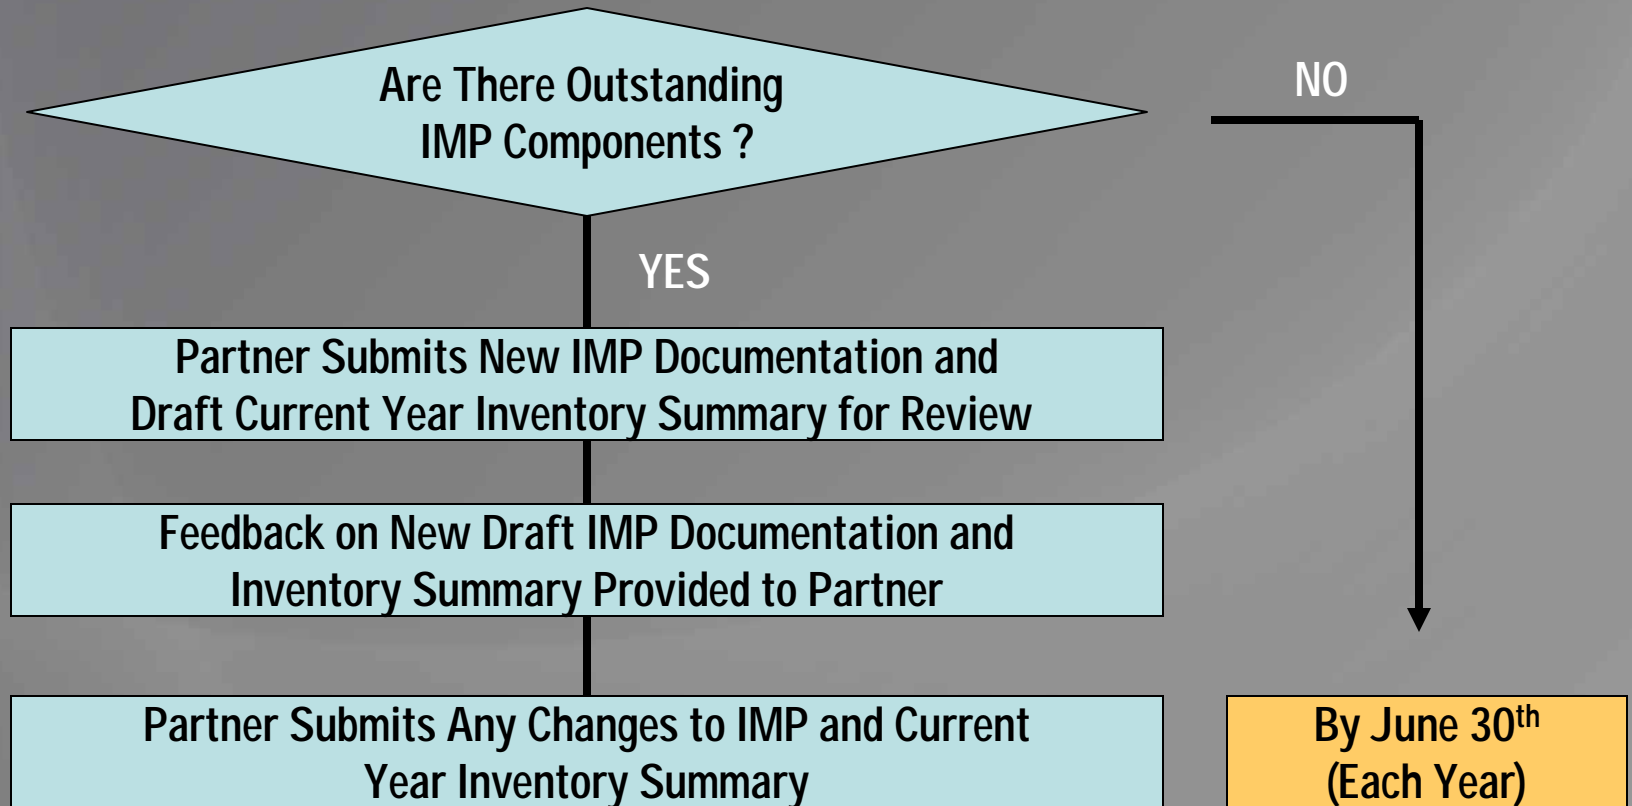 Are There Outstanding
IMP Components ?
NO
YES
Partner Submits New IMP Documentation and
Draft Current Year Inventory Summary for Review
Feedback on New Draft IMP Documentation and
Inventory Summary Provided to Partner
Partner Submits Any Changes to IMP and Current
Year Inventory Summary
By June 30th
(Each Year)